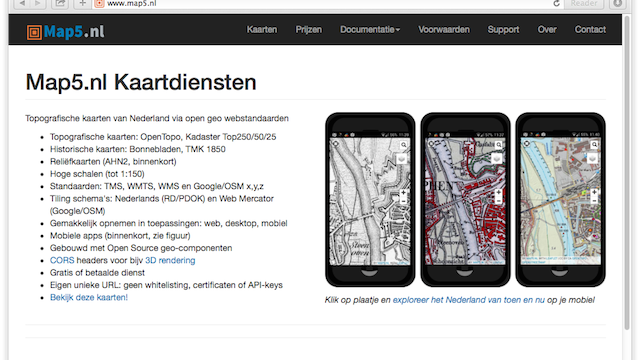 www.map5.nl
Reader
Map5.nl
Kaarten Prijzen Documentatie Voorwaarden Support Over Contact
Map5.nl Kaartdiensten
Topografische kaarten van Nederland via open geo webstandaarden
Topografische kaarten: OpenTopo, Kadaster Top250/50/25
Historische kaarten: Bonnebladen, TMK 1850
Reliëfkaarten (AHN2, binnenkort)
Hoge schalen (tot 1:150)
Standaarden: TMS, WMTS, WMS en Google/OSM x,y,z
Tiling schema's: Nederlands (RD/PDOK) en Web Mercator
(Google/OSM)
Gemakkelijk opnemen in toepassingen: web, desktop, mobiel
Mobiele apps (binnenkort, zie figuur)
Gebouwd met Open Source geo-componenten
CORS headers voor bijv 3D rendering
Gratis of betaalde dienst
Eigen unieke URL: geen whitelisting, certificaten of API-keys
Bekijk deze kaarten!
Klik op plaatje en exploreer het Nederland van toen en nu op je mobiel